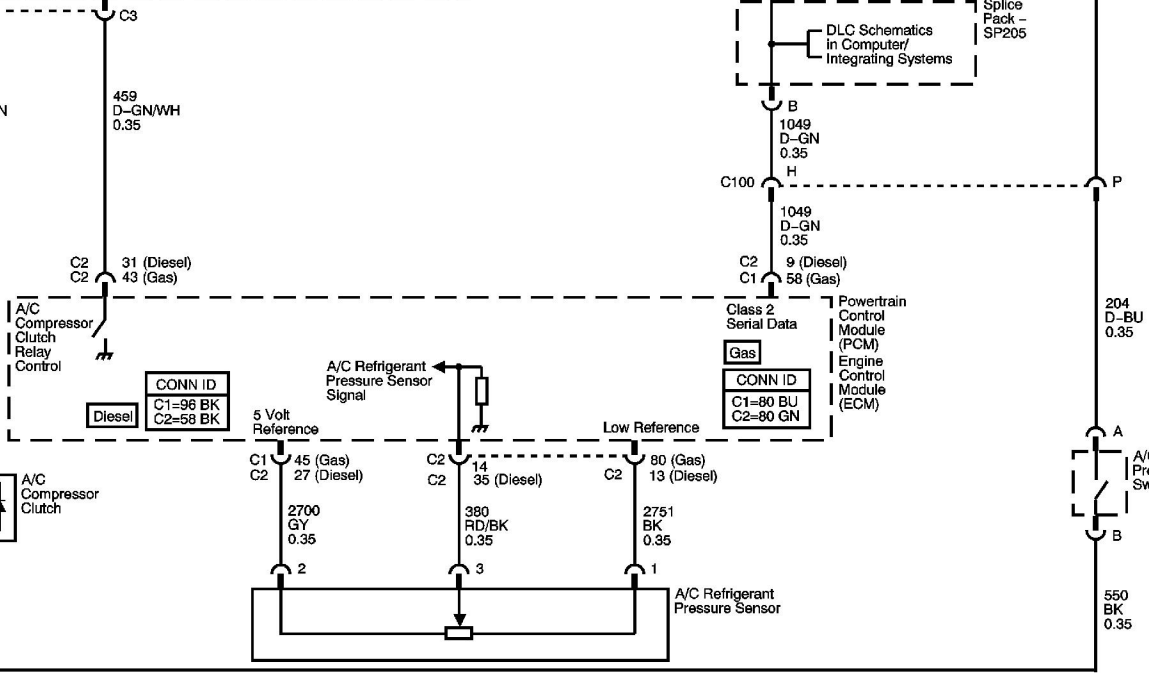 C3
Splice
Pack –
SP205
DLC Schematics
in Computer/
Integrating Systems
459
D–GN/WH
0.35
N
B
1049
D–GN
0.35
C100
H
P
1049
D–GN
0.35
C2 31 (Diesel)
C2 43 (Gas)
C2 9 (Diesel)
C1 58 (Gas)
A/C
Compressor
Clutch
Relay
Control
Class 2
Serial Data
Powertrain
Control
Module
(PCM)
Engine
Control
Module
(ECM)
204
D–BU
0.35
Gas
A/C Refrigerant
Pressure Sensor
Signal
CONN ID
C1=96 BK
C2=58 BK
Diesel
CONN ID
C1=80 BU
C2=80 GN
5 Volt
Reference
Low Reference
A
C1 45 (Gas)
C2 27 (Diesel)
C2 14
C2 35 (Diesel)
80 (Gas)
C2 13 (Diesel)
A/C
Compressor
Clutch
Pre
Sw
2700
GY
0.35
380
RD/BK
0.35
2751
BK
0.35
B
2
3
1
A/C Refrigerant
Pressure Sensor
550
BK
0.35